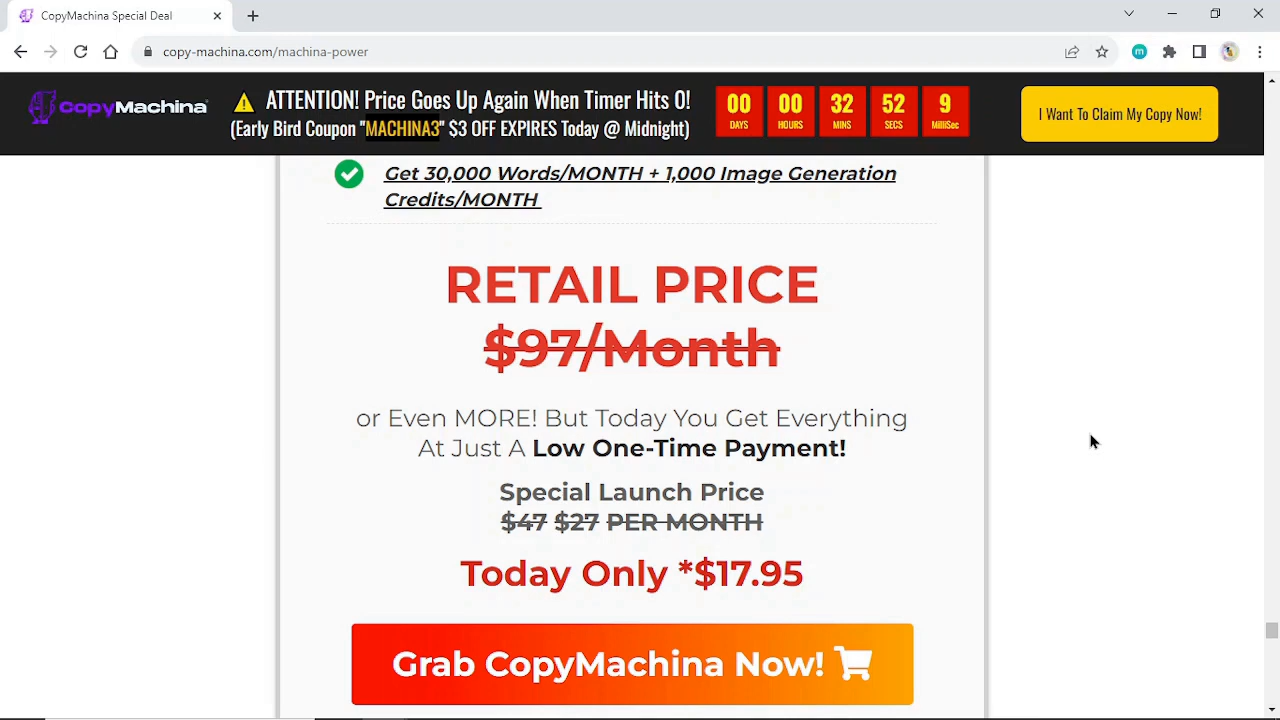 CopyMachina Special Deal
copy-machina.com/machina-power
m
CopyMachina
ATTENTION! Price Goes Up Again When Timer Hits 0!
(Early Bird Coupon "MACHINA3" $3 OFF EXPIRES Today @ Midnight)
00 00 32 52 9
DAYS HOURS MINS SECS MilliSec
I Want To Claim My Copy Now!
Get 30,000 Words/MONTH + 1,000 Image Generation
Credits/MONTH
RETAIL PRICE
$97/Month
or Even MORE! But Today You Get Everything
At Just A Low One-Time Payment!
Special Launch Price
$47 $27 PER MONTH
Today Only *$17.95
Grab CopyMachina Now!